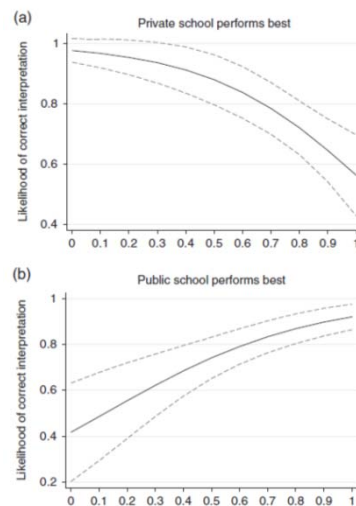 (a)
Private school performs best
Likelihood of correct interpretation
1
0.8
0.6
0.4
0 0.1 0.2 0.3 0.4 0.5 0.6 0.7 0.8 0.9 1
(b)
Public school performs best
Likelihood of correct interpretation
1
0.8
0.6
0.4
0.2
0 0.1 0.2 0.3 0.4 0.5 0.6 0.7 0.8 0.9 1